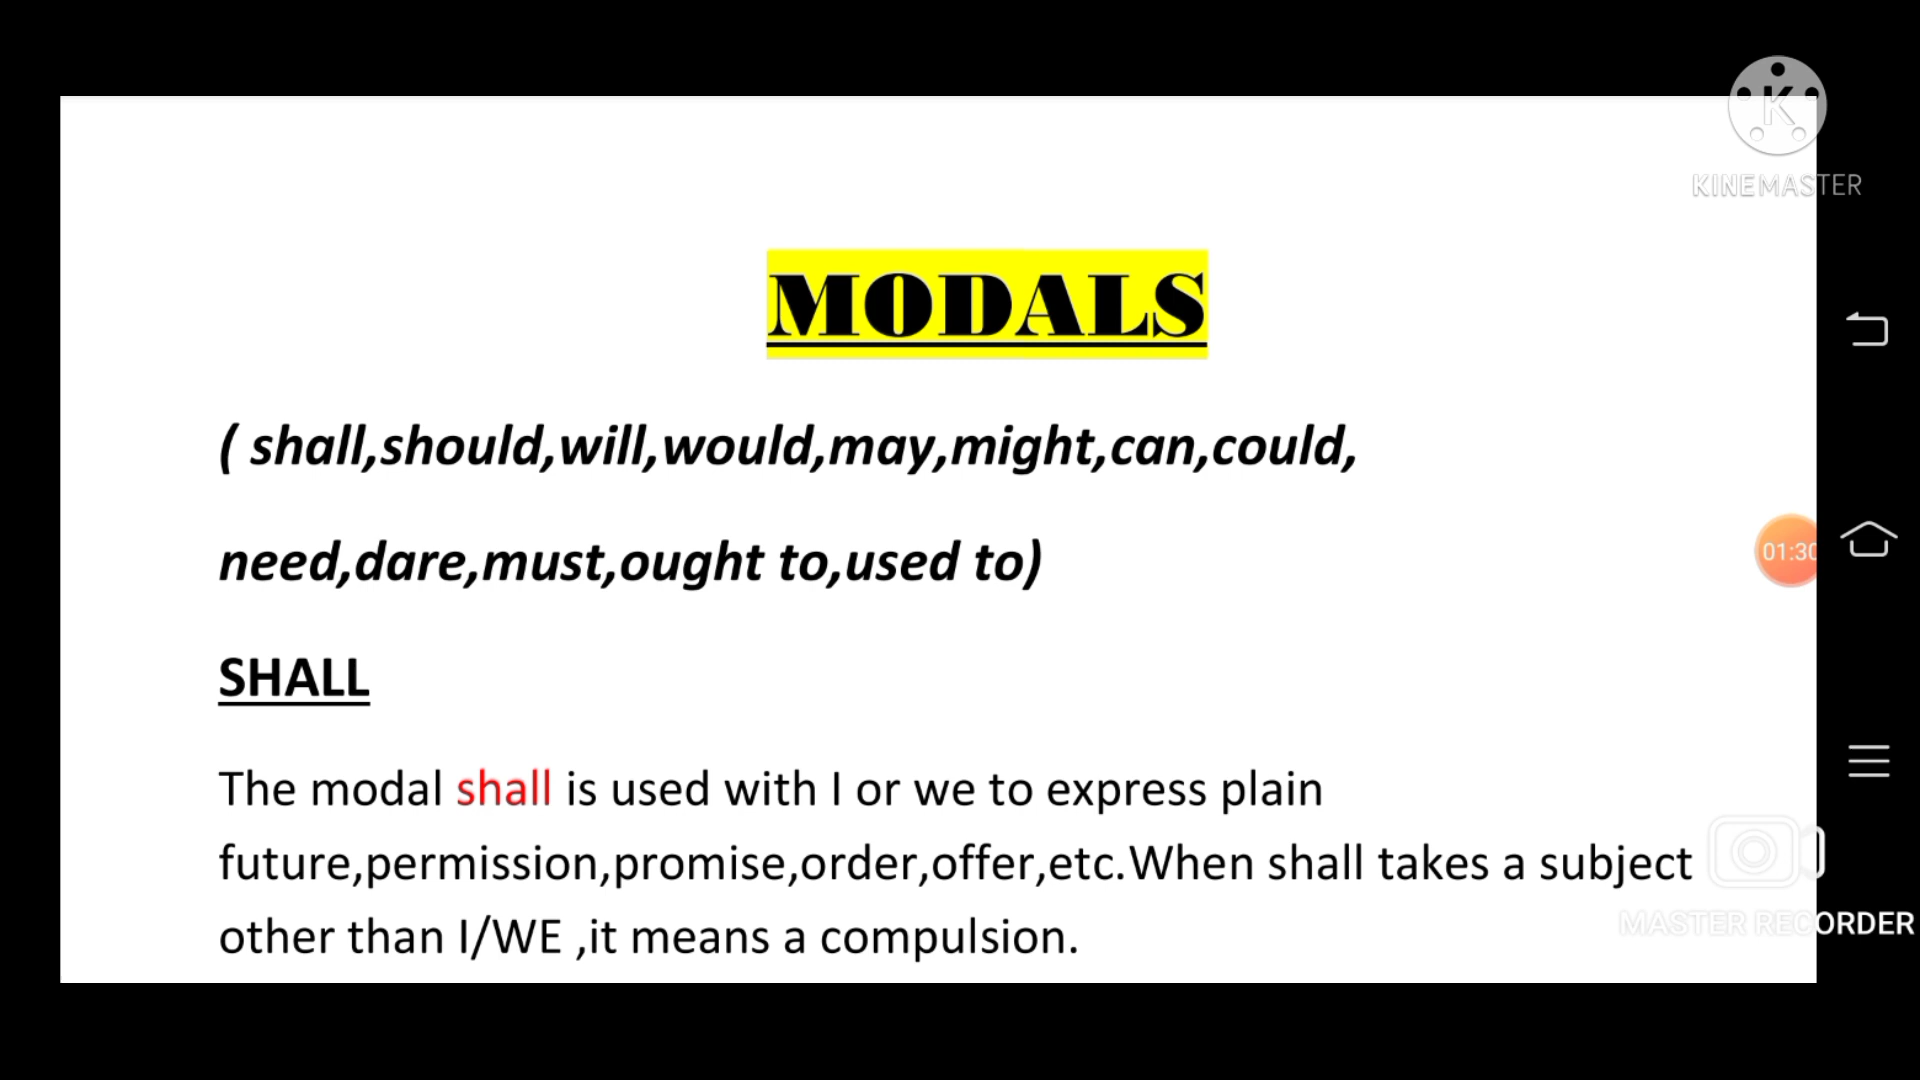 K
KINEMASTER
MODALS
( shall,should,will,would,may,might,can,could,
need,dare,must,ought to,used to)
01:30
SHALL
The modal shall is used with I or we to express plain
future,permission,promise,order,offer,etc.When shall takes a subject
other than I/WE ,it means a compulsion.
MASTER RECORDER